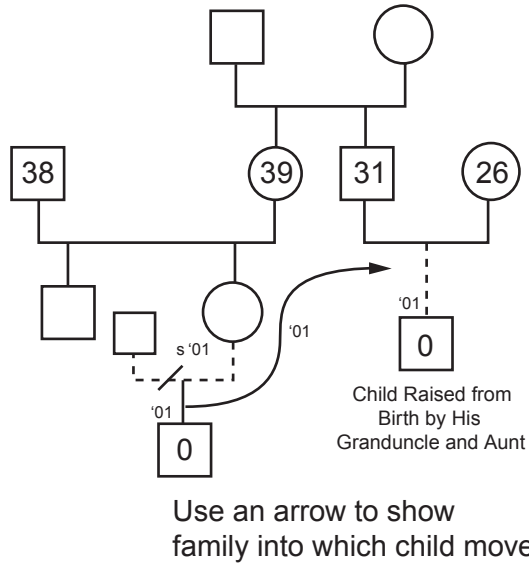 38
39
31
26
s ‘01
‘01
‘01
0
‘01
0
Child Raised from
Birth by His
Granduncle and Aunt
Use an arrow to show
family into which child move